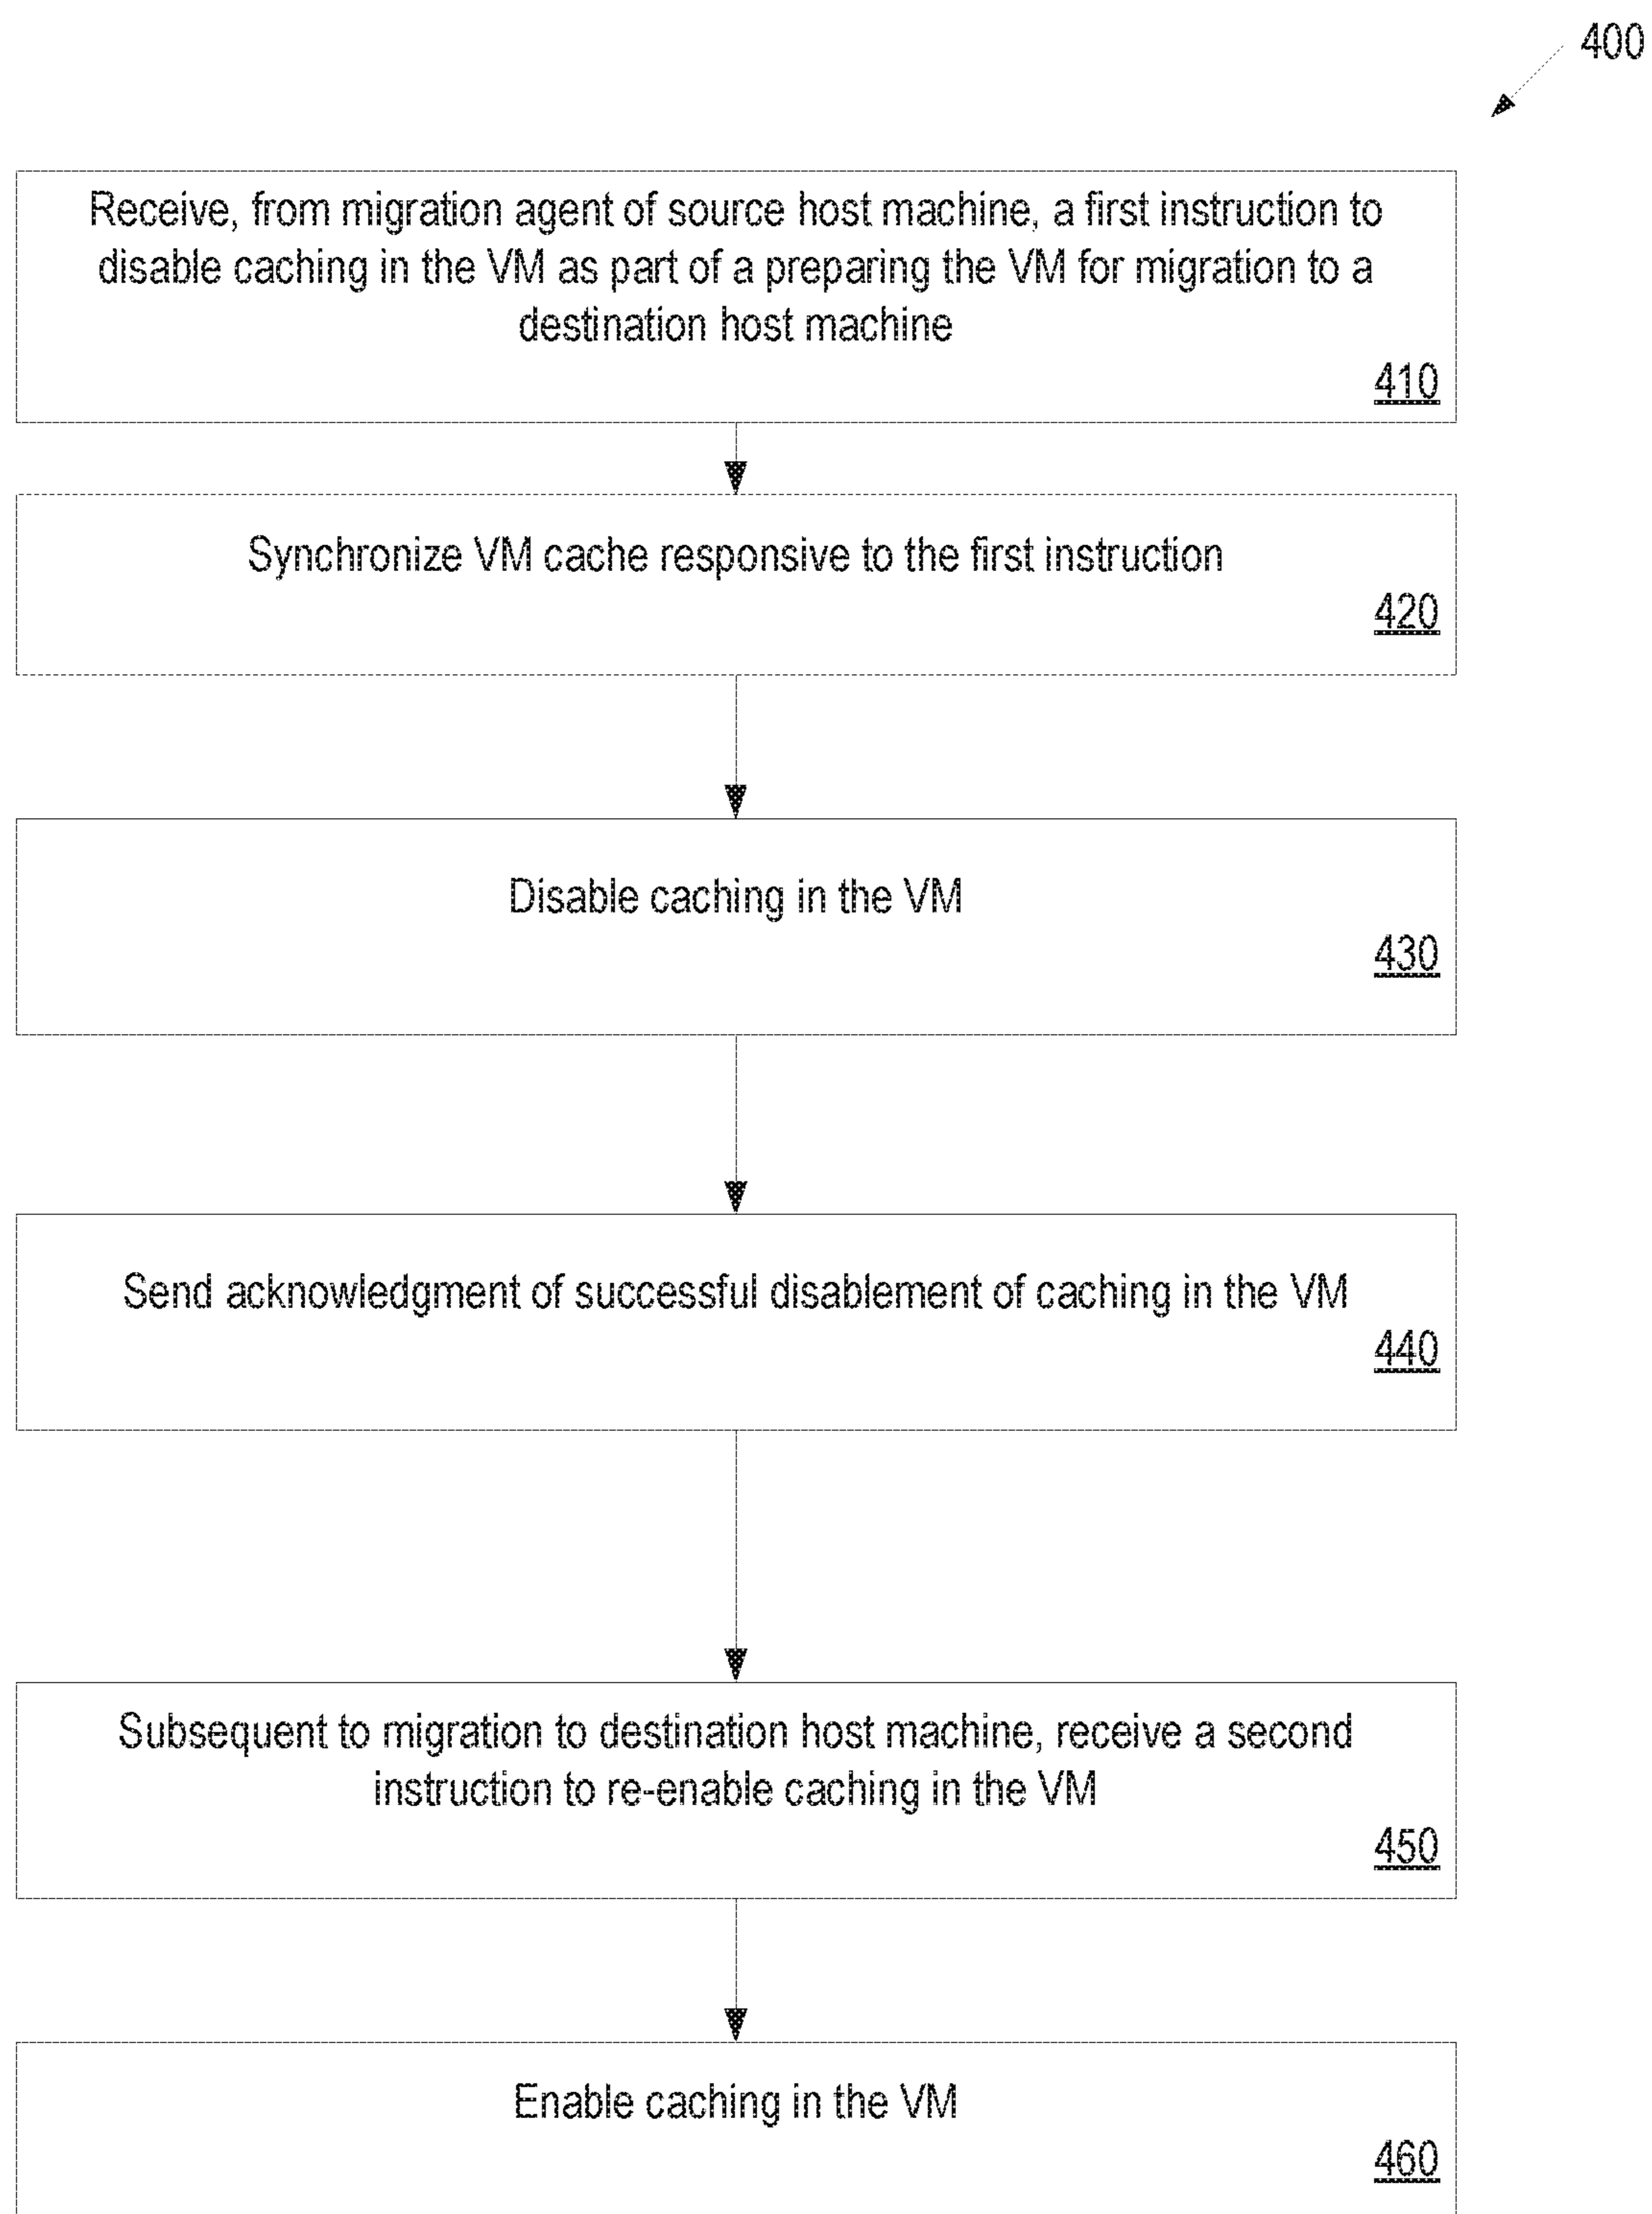 400
Receive, from migration agent of source host machine, a first instruction to
disable caching in the VM as part of a preparing the VM for migration to a
destination host machine
410
Synchronize VM cache responsive to the first instruction
420
Disable caching in the VM
430
Send acknowledgment of successful disablement of caching in the VM
440
Subsequent to migration to destination host machine, receive a second
instruction to re-enable caching in the VM
450
Enable caching in the VM
460